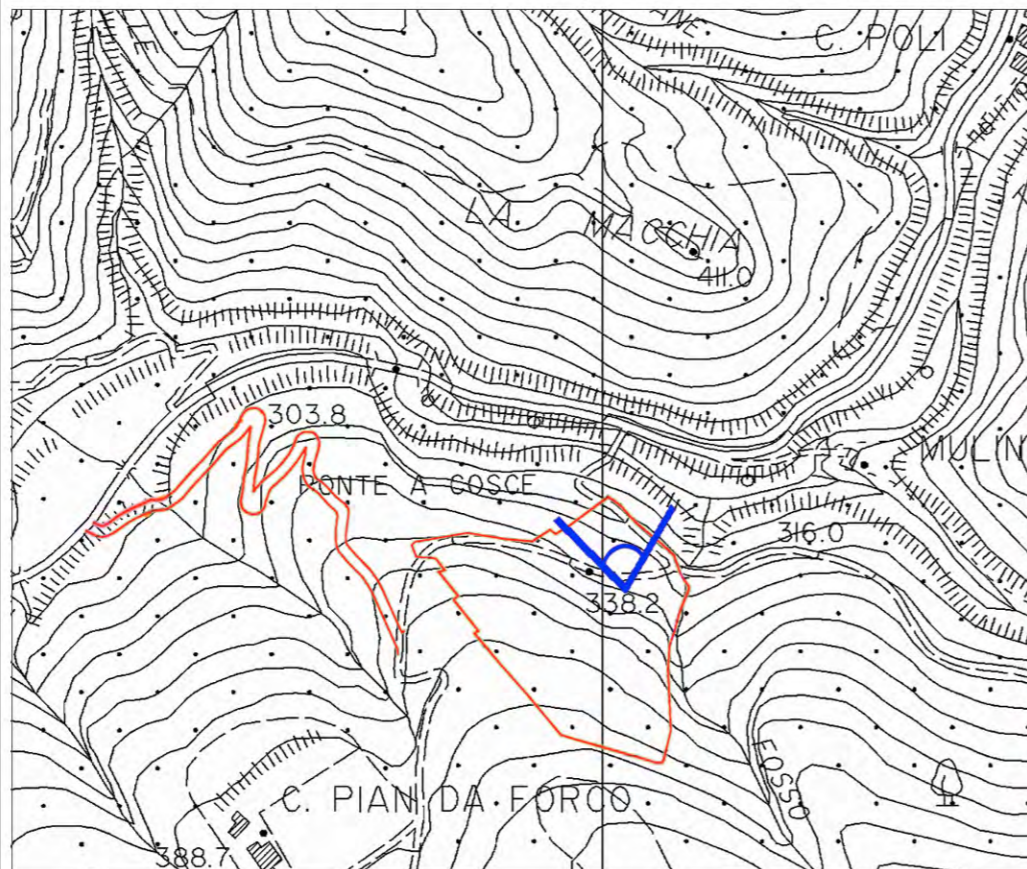 C. POLI
LA MACCHIA
411.0
303.8
PONTE A COSCE
MULIN
316.0
338.2
FOSSO
C. PIAN DA FORCO
388.7